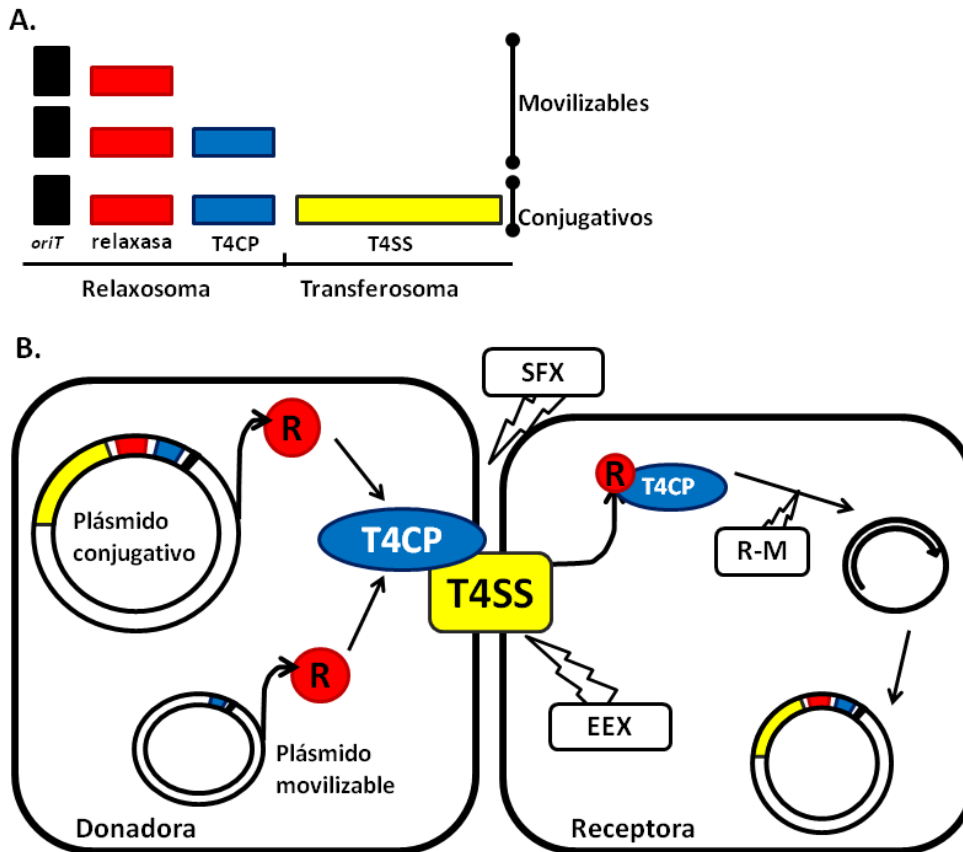 A.
Movilizables
Conjugativos
oriT relaxasa T4CP T4SS
Relaxosoma Transferosoma
B.
SFX
R
R
T4CP
Plásmido
conjugativo
R-M
T4CP
T4SS
R
EEX
Plásmido
movilizable
Donadora
Receptora